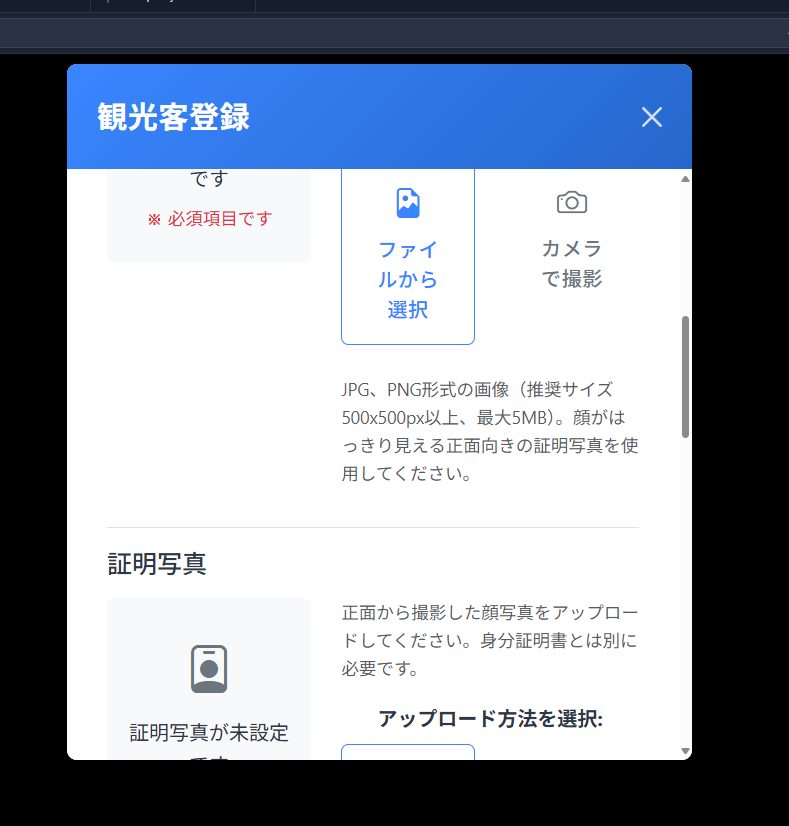 観光客登録
です
※ 必須項目です
ファイ
ルから
選択
カメラ
で撮影
JPG、PNG形式の画像（推奨サイズ
500x500px以上、最大5MB）。顔がは
っきり見える正面向きの証明写真を使
用してください。
証明写真
証明写真が未設定
正面から撮影した顔写真をアップロー
ドしてください。身分証明書とは別に
必要です。
アップロード方法を選択: